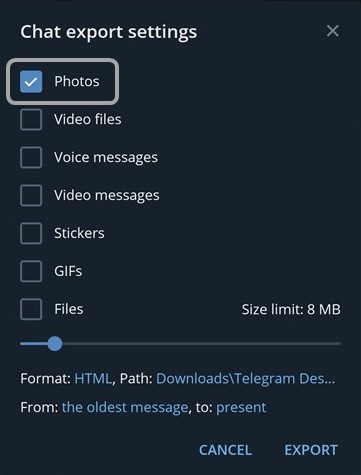 Chat export settings
Photos
Video files
Voice messages
Video messages
Stickers
GIFs
Files Size limit: 8 MB
Format: HTML, Path: Downloads\Telegram Des...
From: the oldest message, to: present
CANCEL EXPORT